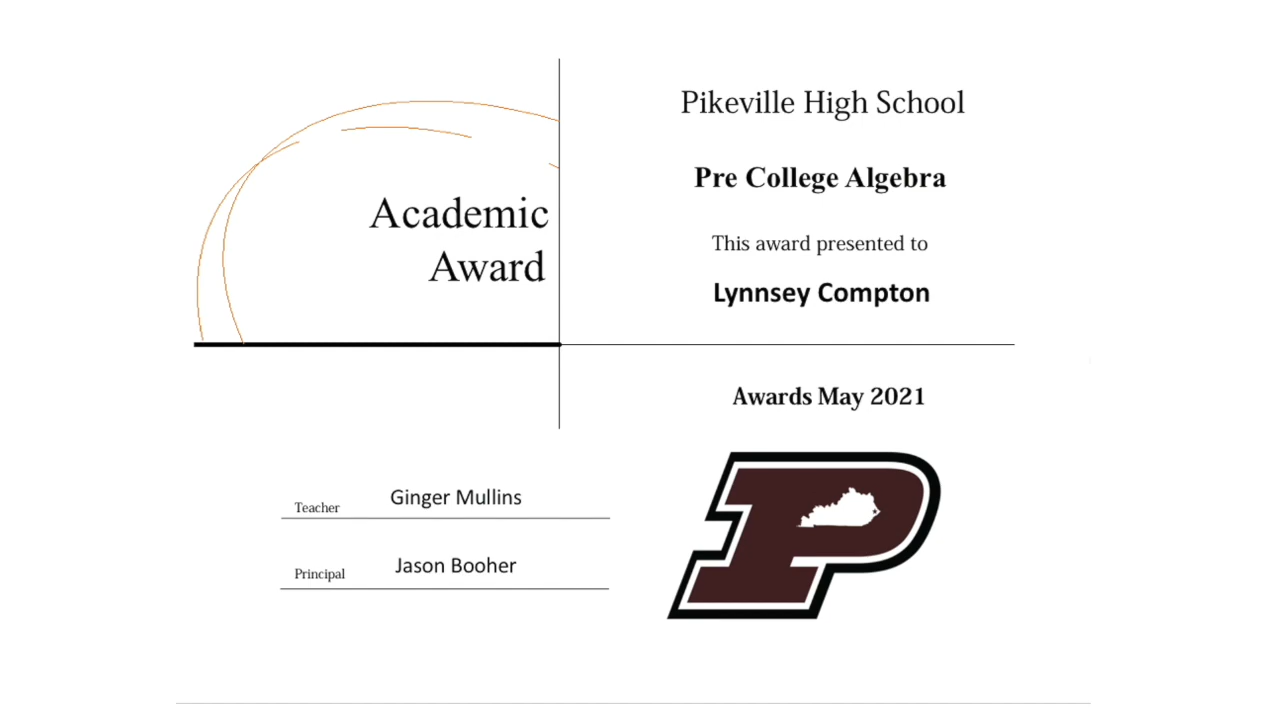 Academic
Award
Pikeville High School
Pre College Algebra
This award presented to
Lynnsey Compton
Awards May 2021
Teacher Ginger Mullins
Principal Jason Booher
P